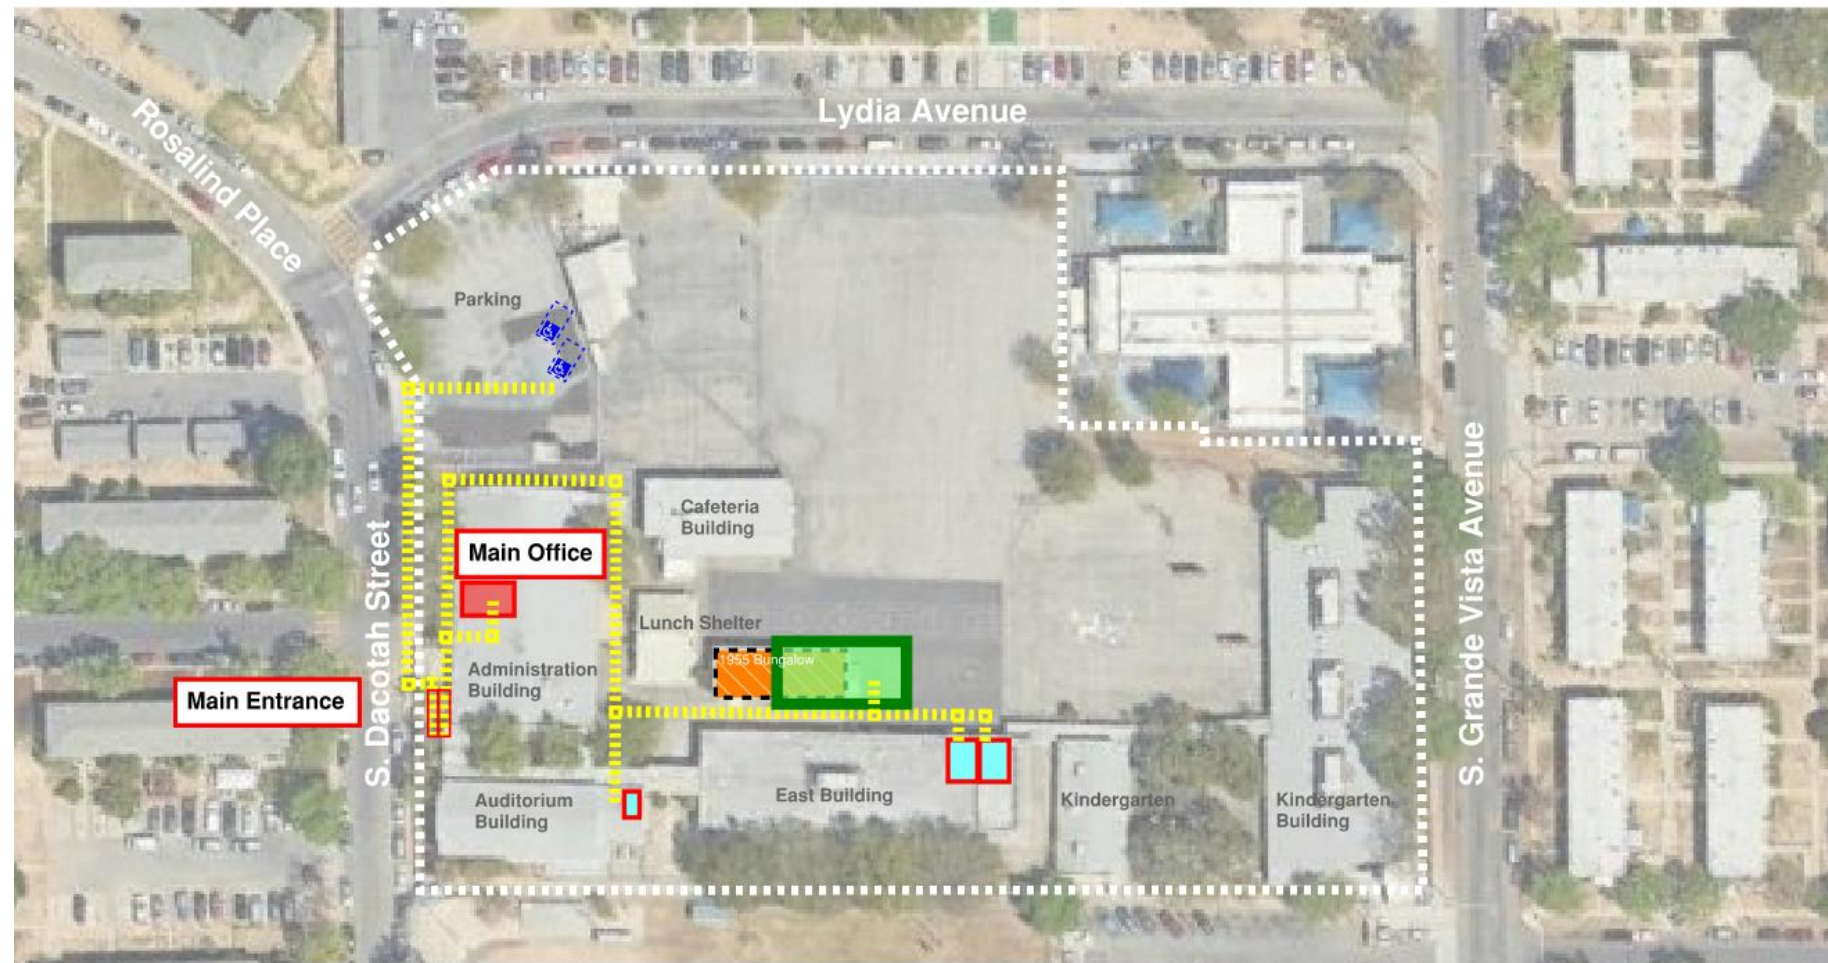 Lydia Avenue
Rosalind Place
Parking
Cafeteria
Building
Main Office
Lunch Shelter
1955 Bungalow
Administration
Building
Main Entrance
S. Dacotah Street
S. Grande Vista Avenue
Auditorium
Building
East Building
Kindergarten
Kindergarten
Building